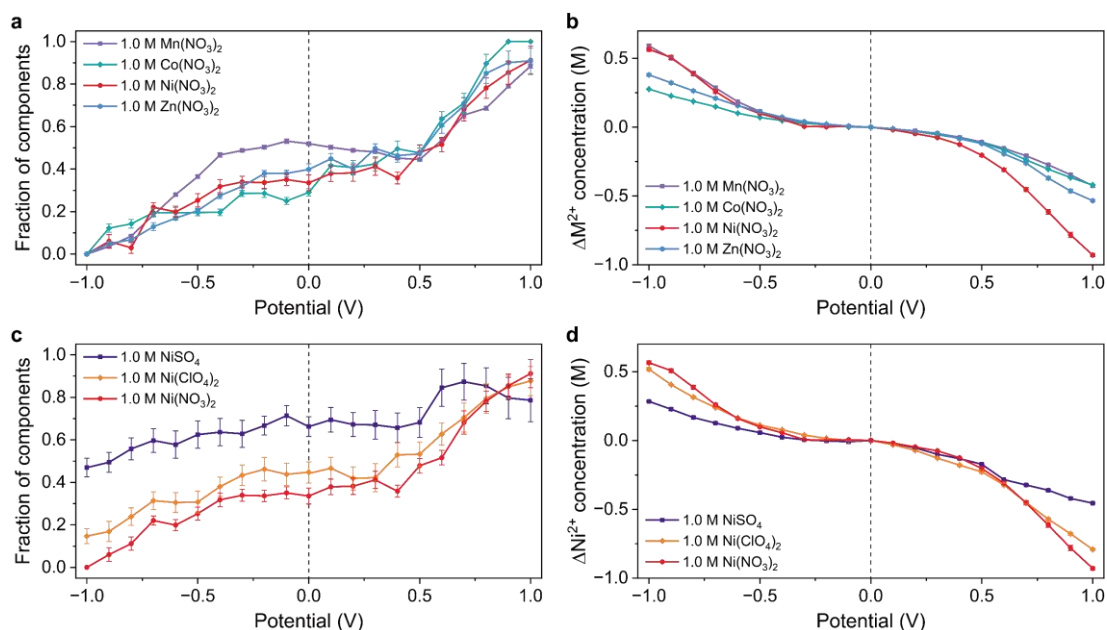 a
Fraction of components
1.0
0.8
0.6
0.4
0.2
0.0
1.0 M Mn(NO₃)₂
1.0 M Co(NO₃)₂
1.0 M Ni(NO₃)₂
1.0 M Zn(NO₃)₂
−1.0 −0.5 0.0 0.5 1.0
Potential (V)
b
ΔM²⁺ concentration (M)
0.5
0.0
−0.5
−1.0
1.0 M Mn(NO₃)₂
1.0 M Co(NO₃)₂
1.0 M Ni(NO₃)₂
1.0 M Zn(NO₃)₂
−1.0 −0.5 0.0 0.5 1.0
Potential (V)
c
Fraction of components
1.0
0.8
0.6
0.4
0.2
0.0
1.0 M NiSO₄
1.0 M Ni(ClO₄)₂
1.0 M Ni(NO₃)₂
−1.0 −0.5 0.0 0.5 1.0
Potential (V)
d
ΔNi²⁺ concentration (M)
0.5
0.0
−0.5
−1.0
1.0 M NiSO₄
1.0 M Ni(ClO₄)₂
1.0 M Ni(NO₃)₂
−1.0 −0.5 0.0 0.5 1.0
Potential (V)